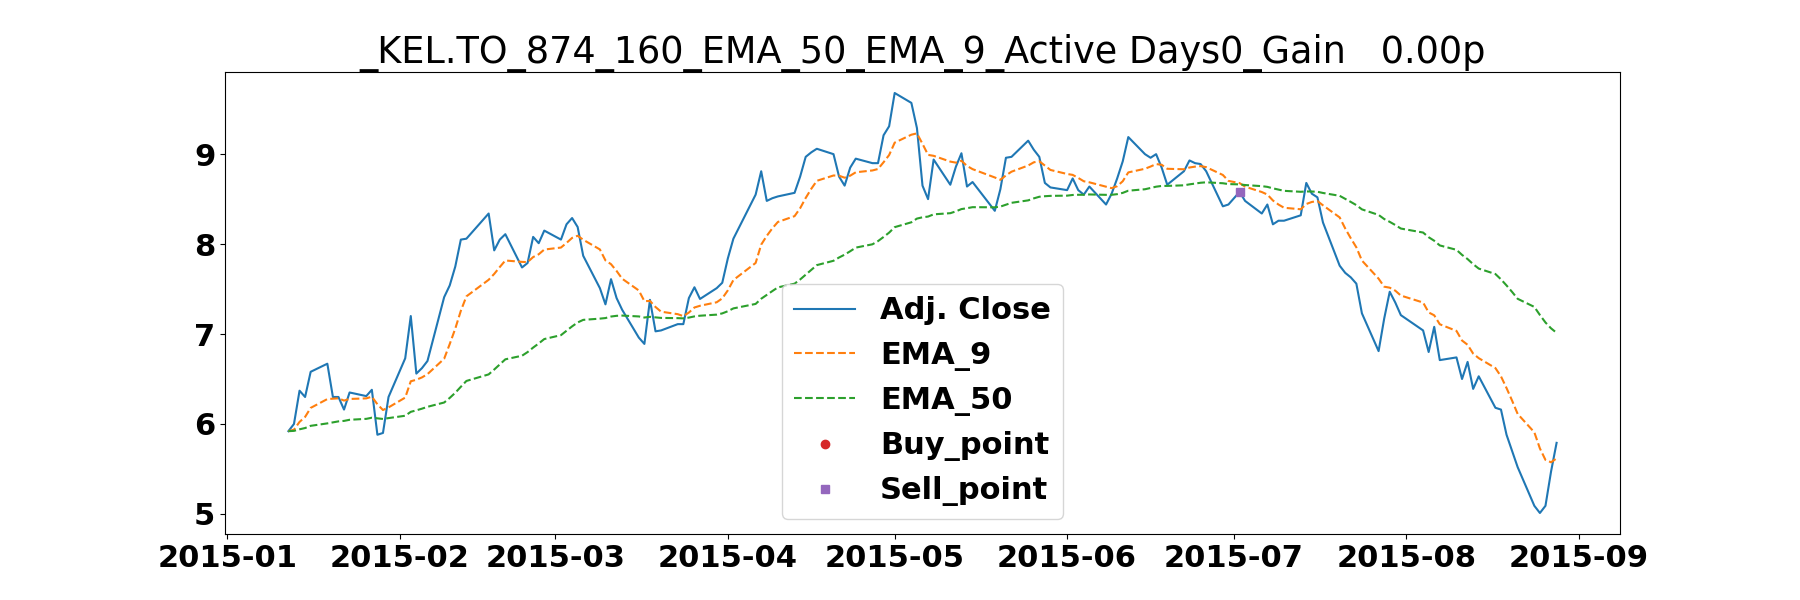 _KEL.TO_874_160_EMA_50_EMA_9_Active Days0_Gain   0.00p
9
8
7
6
5
Adj. Close
EMA_9
EMA_50
Buy_point
Sell_point
2015-01 2015-02 2015-03 2015-04 2015-05 2015-06 2015-07 2015-08 2015-09